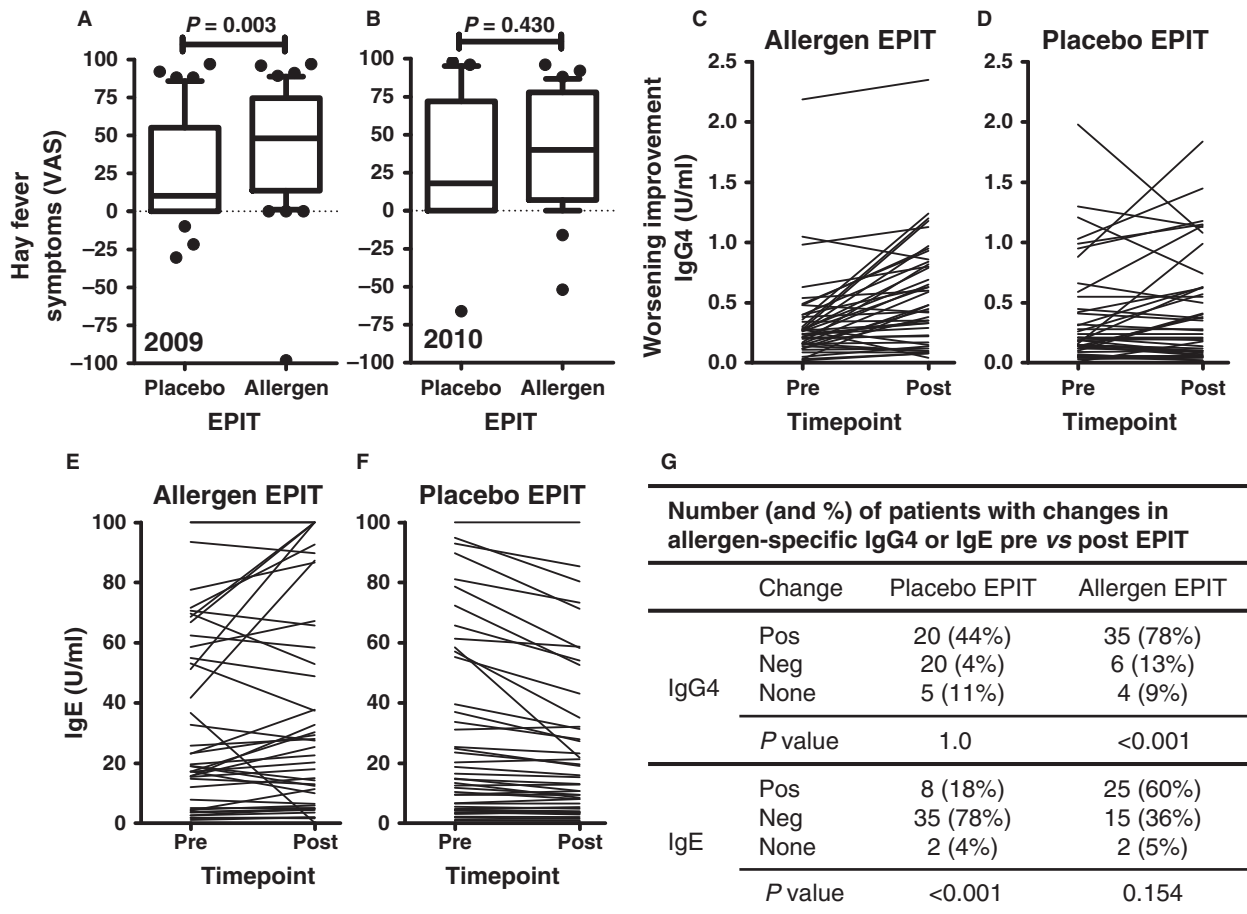 A
P = 0.003
100
75
50
25
0
−25
−50
−75
−100
Hay fever
symptoms (VAS)
2009
Placebo Allergen
EPIT
B
P = 0.430
100
75
50
25
0
−25
−50
−75
−100
2010
Placebo Allergen
EPIT
C
Allergen EPIT
2.5
2.0
1.5
1.0
0.5
0.0
Worsening improvement
IgG4 (U/ml)
Pre Post
Timepoint
D
Placebo EPIT
2.5
2.0
1.5
1.0
0.5
0.0
Pre Post
Timepoint
E
Allergen EPIT
100
80
60
40
20
0
IgE (U/ml)
Pre Post
Timepoint
F
Placebo EPIT
100
80
60
40
20
0
Pre Post
Timepoint
G
Number (and %) of patients with changes in
allergen-specific IgG4 or IgE pre vs post EPIT
Change Placebo EPIT Allergen EPIT
Pos 20 (44%) 35 (78%)
Neg 20 (4%) 6 (13%)
IgG4
None 5 (11%) 4 (9%)
P value 1.0 <0.001
Pos 8 (18%) 25 (60%)
Neg 35 (78%) 15 (36%)
IgE
None 2 (4%) 2 (5%)
P value <0.001 0.154